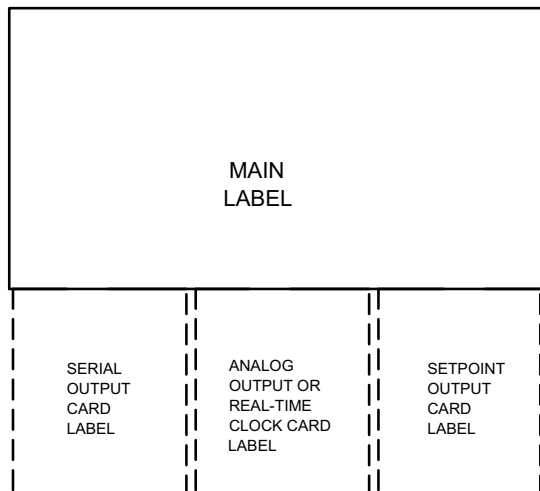 MAIN
LABEL
SERIAL
OUTPUT
CARD
LABEL
ANALOG
OUTPUT OR
REAL-TIME
CLOCK CARD
LABEL
SETPOINT
OUTPUT
CARD
LABEL